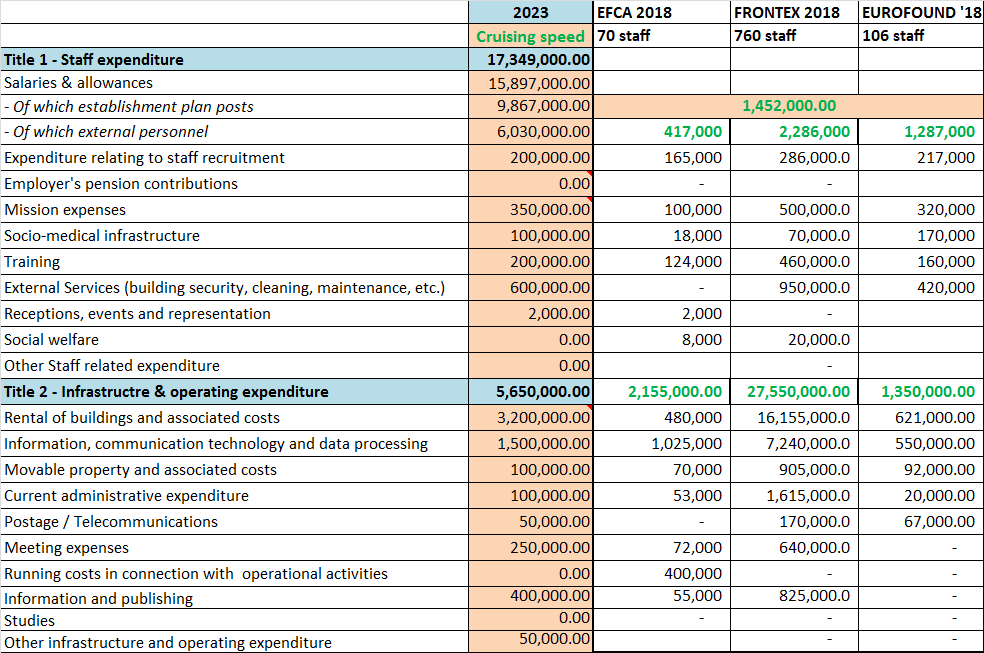 2023 EFCA 2018 FRONTEX 2018 EUROFOUND '18
Cruising speed 70 staff 760 staff 106 staff
Title 1 - Staff expenditure 17,349,000.00
Salaries & allowances 15,897,000.00
- Of which establishment plan posts 9,867,000.00 1,452,000.00
- Of which external personnel 6,030,000.00 417,000 2,286,000 1,287,000
Expenditure relating to staff recruitment 200,000.00 165,000 286,000.0 217,000
Employer's pension contributions 0.00 - -
Mission expenses 350,000.00 100,000 500,000.0 320,000
Socio-medical infrastructure 100,000.00 18,000 70,000.0 170,000
Training 200,000.00 124,000 460,000.0 160,000
External Services (building security, cleaning, maintenance, etc.) 600,000.00 - 950,000.0 420,000
Receptions, events and representation 2,000.00 2,000 -
Social welfare 0.00 8,000 20,000.0
Other Staff related expenditure 0.00 -
Title 2 - Infrastructre & operating expenditure 5,650,000.00 2,155,000.00 27,550,000.00 1,350,000.00
Rental of buildings and associated costs 3,200,000.00 480,000 16,155,000.0 621,000.00
Information, communication technology and data processing 1,500,000.00 1,025,000 7,240,000.0 550,000.00
Movable property and associated costs 100,000.00 70,000 905,000.0 92,000.00
Current administrative expenditure 100,000.00 53,000 1,615,000.0 20,000.00
Postage / Telecommunications 50,000.00 - 170,000.0 67,000.00
Meeting expenses 250,000.00 72,000 640,000.0 -
Running costs in connection with operational activities 0.00 400,000 - -
Information and publishing 400,000.00 55,000 825,000.0 -
Studies 0.00 - - -
Other infrastructure and operating expenditure 50,000.00 - -